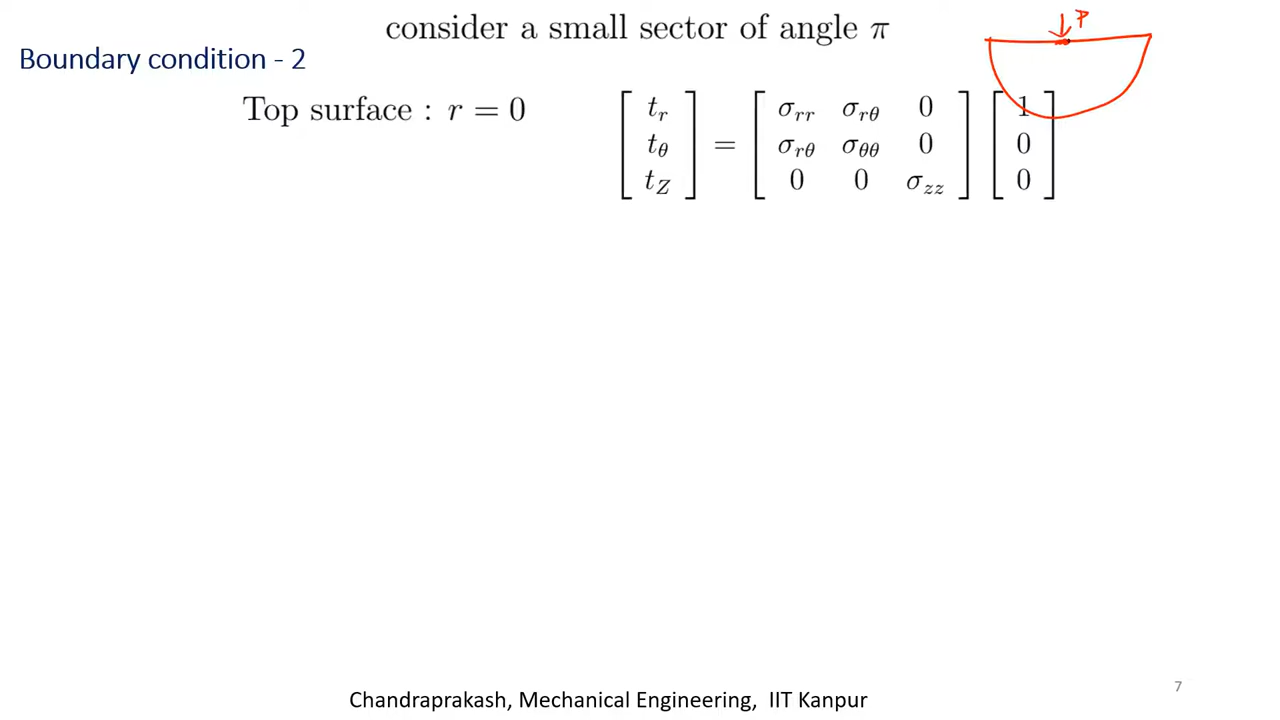 consider a small sector of angle π
P
Boundary condition - 2
Top surface : r = 0
[ t_r ; t_θ ; t_Z ] = [ σ_rr σ_rθ 0 ; σ_rθ σ_θθ 0 ; 0 0 σ_zz ] [ 1 ; 0 ; 0 ]
7
Chandraprakash, Mechanical Engineering, IIT Kanpur